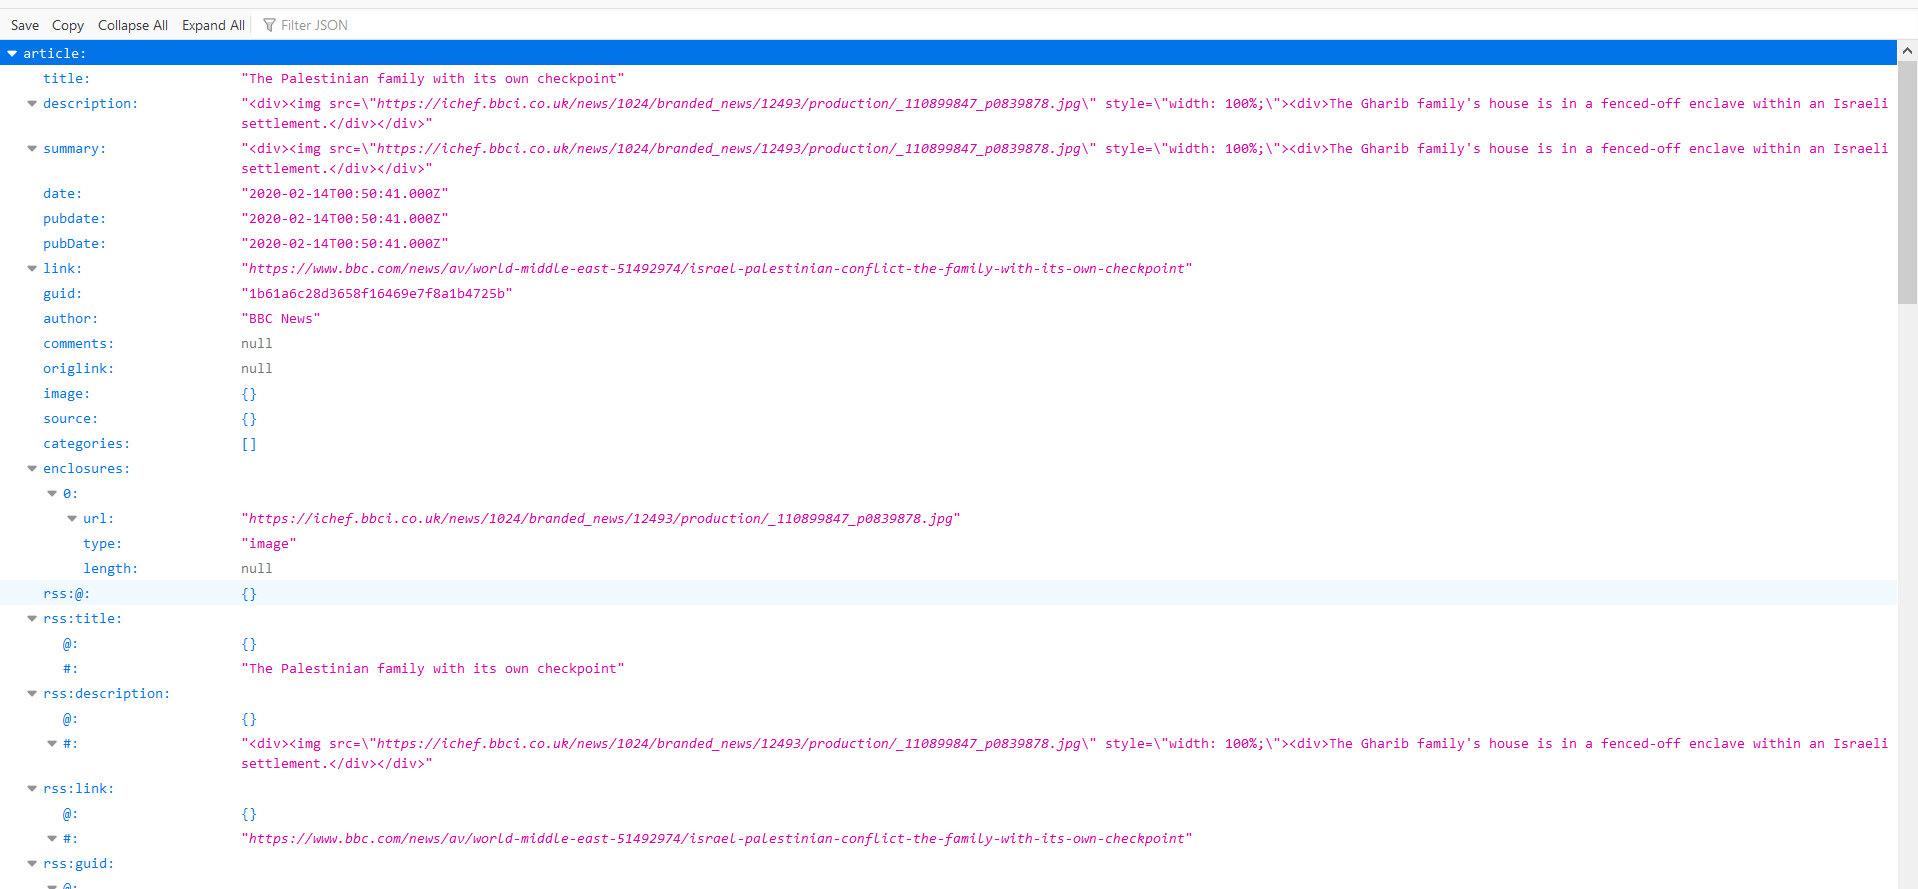 Save Copy Collapse All Expand All Filter JSON
article:
title: "The Palestinian family with its own checkpoint"
description: "<div><img src=\"https://ichef.bbci.co.uk/news/1024/branded_news/12493/production/_110899847_p0839878.jpg\" style=\"width: 100%;\"><div>The Gharib family's house is in a fenced-off enclave within an Israeli
settlement.</div></div>"
summary: "<div><img src=\"https://ichef.bbci.co.uk/news/1024/branded_news/12493/production/_110899847_p0839878.jpg\" style=\"width: 100%;\"><div>The Gharib family's house is in a fenced-off enclave within an Israeli
settlement.</div></div>"
date: "2020-02-14T00:50:41.000Z"
pubdate: "2020-02-14T00:50:41.000Z"
pubDate: "2020-02-14T00:50:41.000Z"
link: "https://www.bbc.com/news/av/world-middle-east-51492974/israel-palestinian-conflict-the-family-with-its-own-checkpoint"
guid: "1b61a6c28d3658f16469e7f8a1b4725b"
author: "BBC News"
comments: null
origlink: null
image: {}
source: {}
categories: []
enclosures:
0:
url: "https://ichef.bbci.co.uk/news/1024/branded_news/12493/production/_110899847_p0839878.jpg"
type: "image"
length: null
rss:@: {}
rss:title:
@: {}
#: "The Palestinian family with its own checkpoint"
rss:description:
@: {}
#: "<div><img src=\"https://ichef.bbci.co.uk/news/1024/branded_news/12493/production/_110899847_p0839878.jpg\" style=\"width: 100%;\"><div>The Gharib family's house is in a fenced-off enclave within an Israeli
settlement.</div></div>"
rss:link:
@: {}
#: "https://www.bbc.com/news/av/world-middle-east-51492974/israel-palestinian-conflict-the-family-with-its-own-checkpoint"
rss:guid:
@: